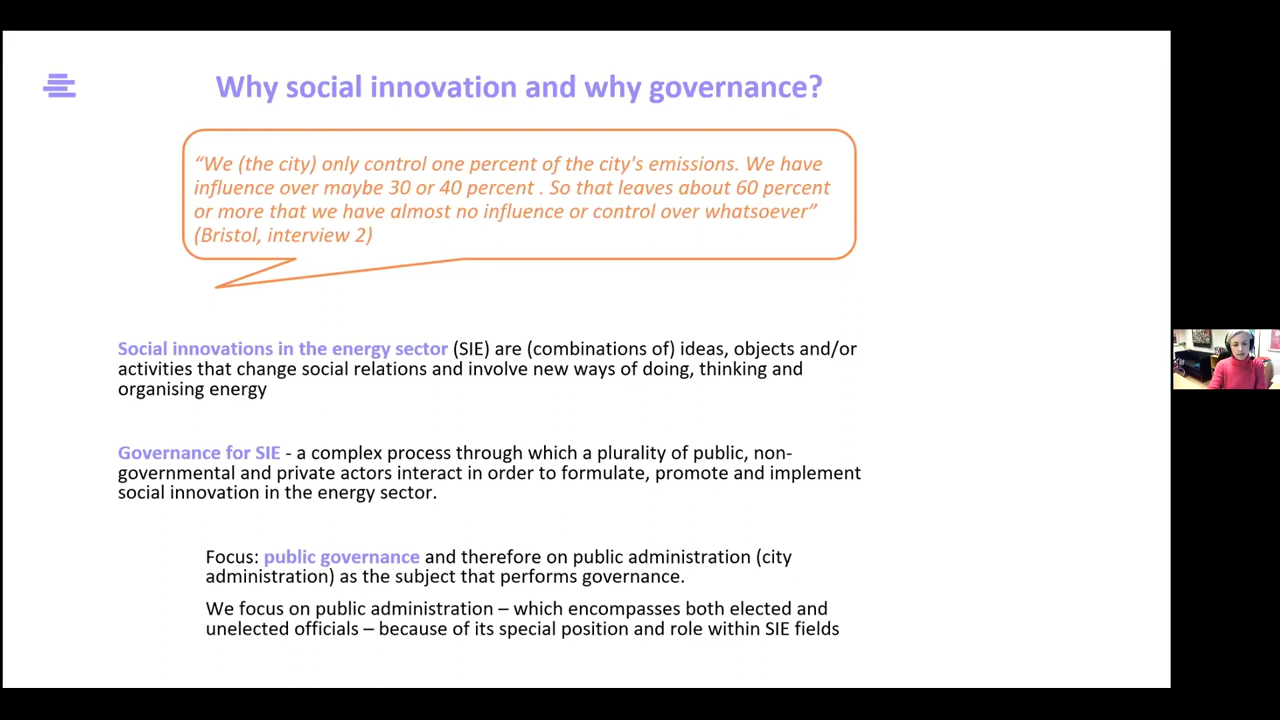 Why social innovation and why governance?
“We (the city) only control one percent of the city's emissions. We have
influence over maybe 30 or 40 percent . So that leaves about 60 percent
or more that we have almost no influence or control over whatsoever”
(Bristol, interview 2)
Social innovations in the energy sector (SIE) are (combinations of) ideas, objects and/or
activities that change social relations and involve new ways of doing, thinking and
organising energy
Governance for SIE - a complex process through which a plurality of public, non-
governmental and private actors interact in order to formulate, promote and implement
social innovation in the energy sector.
Focus: public governance and therefore on public administration (city
administration) as the subject that performs governance.
We focus on public administration – which encompasses both elected and
unelected officials – because of its special position and role within SIE fields